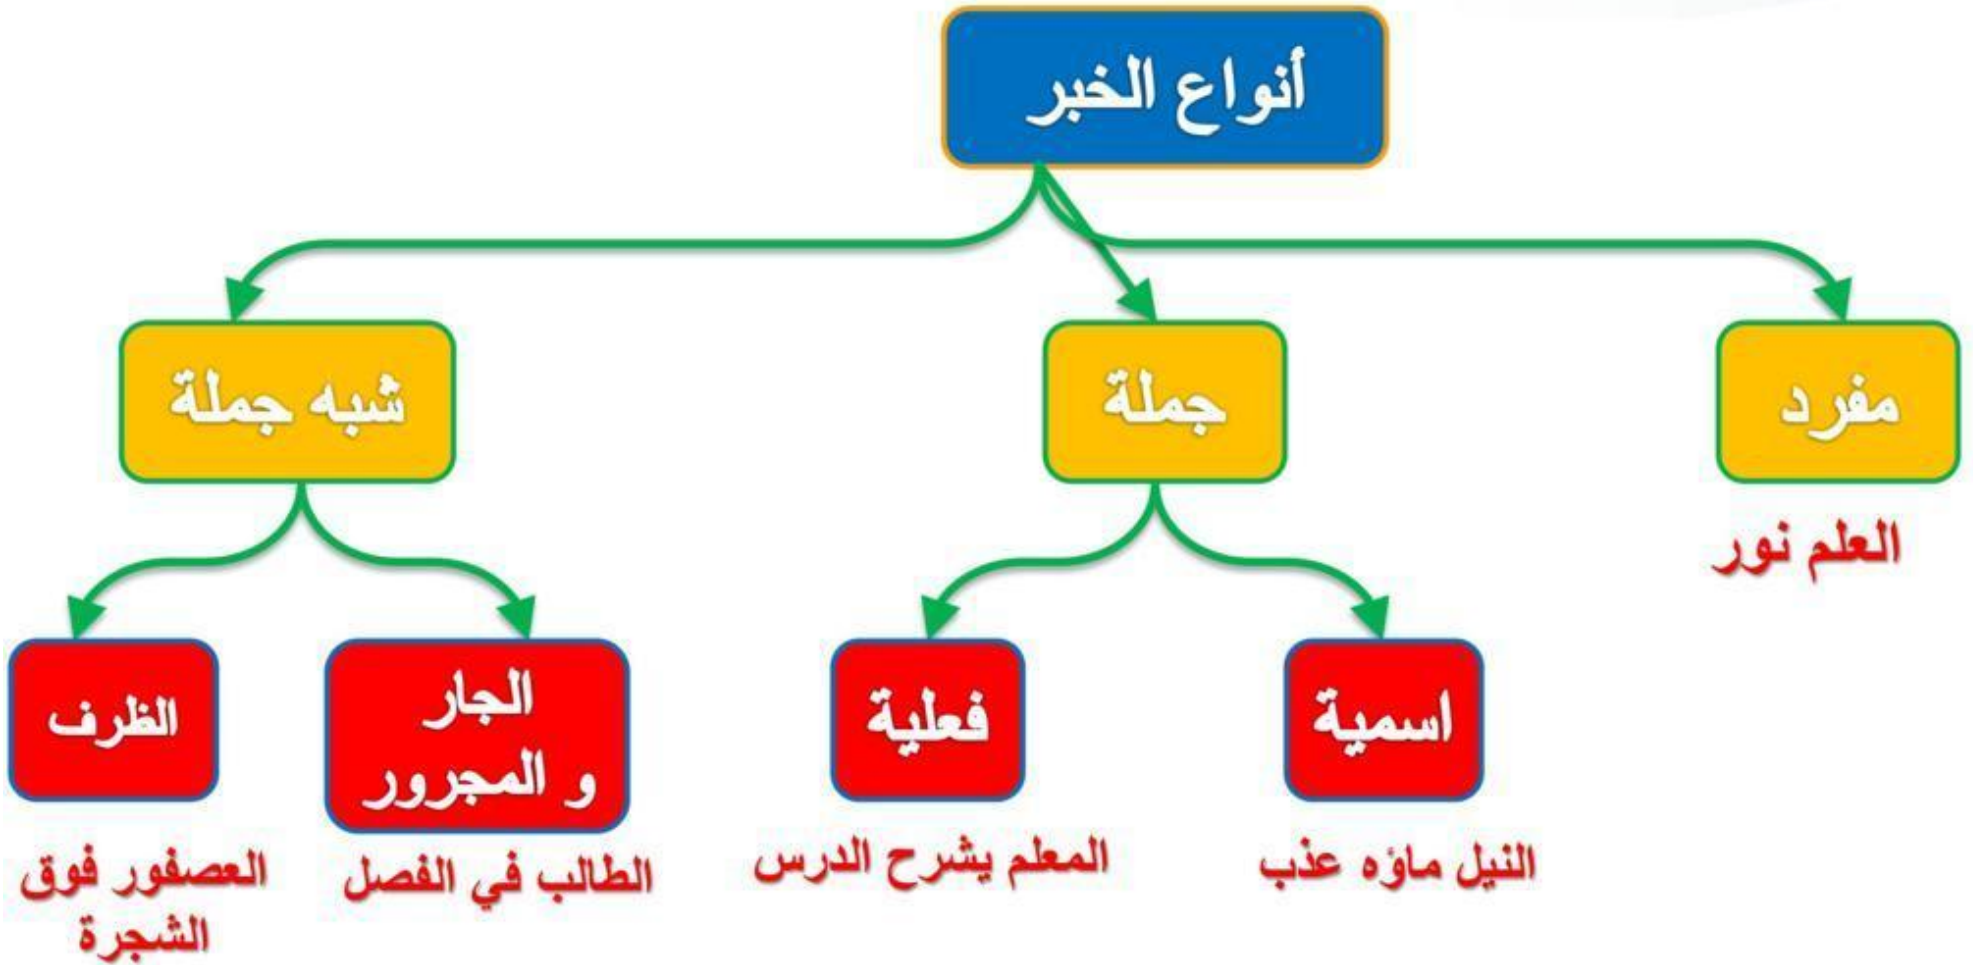 أنواع الخبر
مفرد
جملة
شبه جملة
العلم نور
اسمية
فعلية
الجار
و المجرور
الظرف
النيل ماؤه عذب
المعلم يشرح الدرس
الطالب في الفصل
العصفور فوق
الشجرة